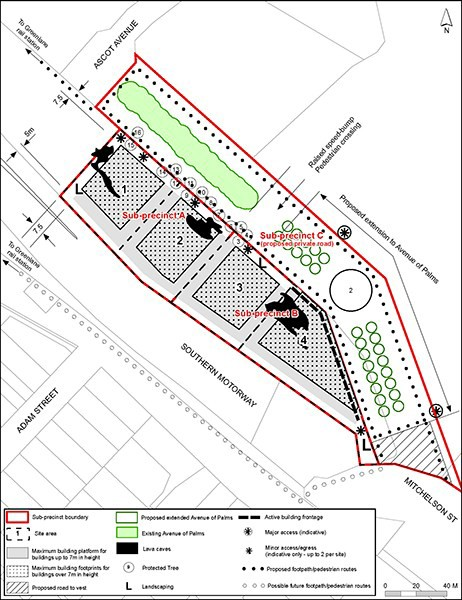 To Greenlane
rail station
ASCOT AVENUE
N
7.5
6m
7.5
To Greenlane
rail station
Raised speed-bump
Pedestrian crossing
Proposed extension to Avenue of Palms
16
15
14
13
L
1
Sub-precinct A
2
Sub-precinct C
(proposed private road)
L
2
3
Sub-precinct B
4
SOUTHERN MOTORWAY
ADAM STREET
L
MITCHELSON ST
Sub-precinct boundary
1 Site area
Maximum building platform for
buildings up to 7m in height
Maximum building footprints for
buildings over 7m in height
Proposed road to vest
Proposed extended Avenue of Palms
Existing Avenue of Palms
Lava caves
Protected Tree
L Landscaping
Active building frontage
Major access (indicative)
Minor access/egress
(indicative only - up to 2 per site)
Proposed footpath/pedestrian routes
Possible future footpath/pedestrian routes
0 20 40 M